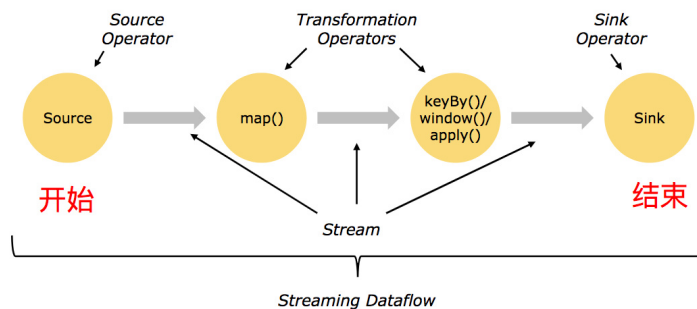 Source
Operator
Transformation
Operators
Sink
Operator
Source
map()
keyBy()/
window()/
apply()
Sink
开始
结束
Stream
Streaming Dataflow